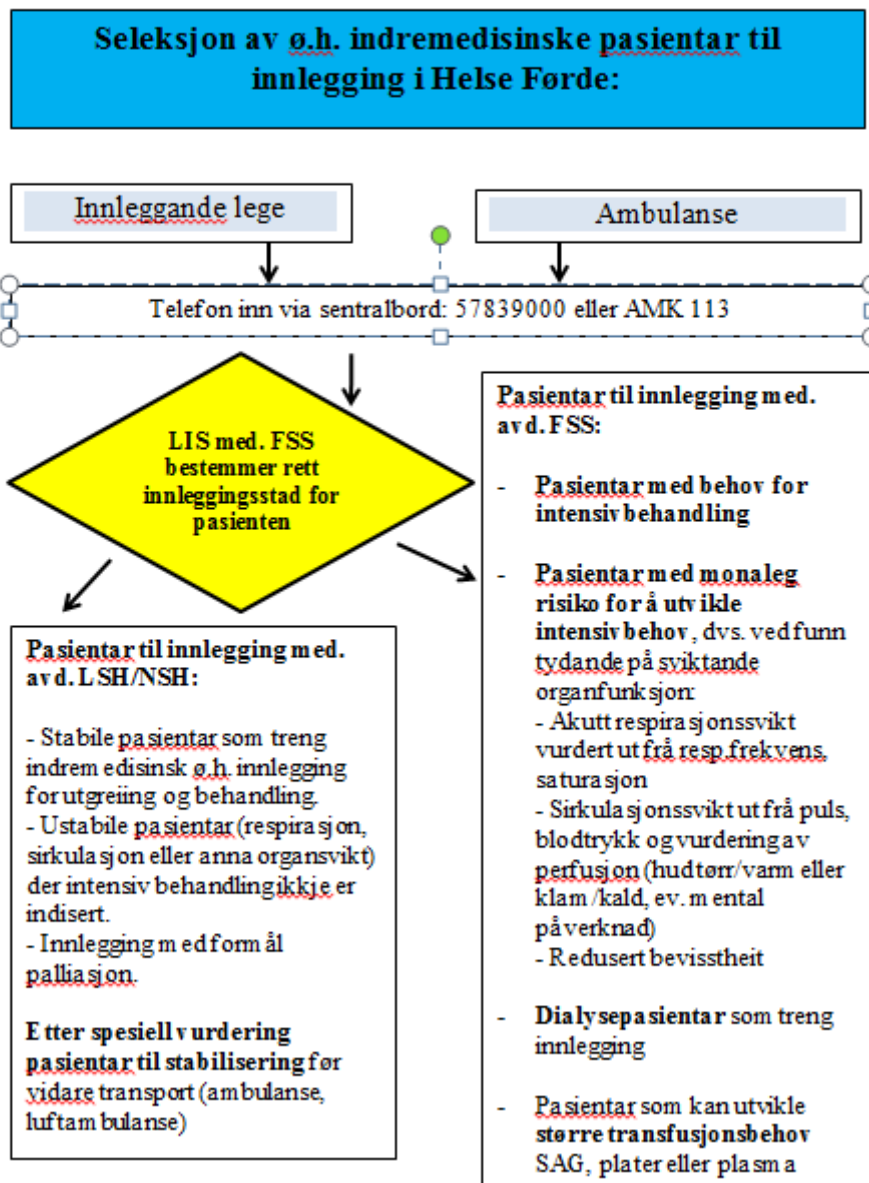 Seleksjon av ø.h. indremedisinske pasientar til
innlegging i Helse Førde:
Innleggande lege
Ambulanse
Telefon inn via sentralbord: 57839000 eller AMK 113
LIS med. FSS
bestemmer rett
innleggingsstad for
pasienten
Pasientar til innlegging med.
avd. LSH/NSH:
- Stabile pasientar som treng
indremedisinsk ø.h. innlegging
for utgreiing og behandling.
- Ustabile pasientar (respirasjon,
sirkulasjon eller anna organsvikt)
der intensiv behandling ikkje er
indisert.
- Innlegging med formål
palliasjon.
Etter spesiell vurdering
pasientar til stabilisering før
vidare transport (ambulanse,
luftambulanse)
Pasientar til innlegging med.
avd. FSS:
- Pasientar med behov for
intensivbehandling
- Pasientar med monaleg
risiko for å utvikle
intensivbehov, dvs. ved funn
tydande på sviktande
organfunksjon:
- Akutt respirasjonssvikt
vurdert ut frå resp.frekvens,
saturasjon
- Sirkulasjonssvikt ut frå puls,
blodtrykk og vurdering av
perfusjon (hud tørr/varm eller
klam/kald, ev. mental
påverknad)
- Redusert bevisstheit
- Dialysepasientar som treng
innlegging
- Pasientar som kan utvikle
større transfusjonsbehov
SAG, plater eller plasma